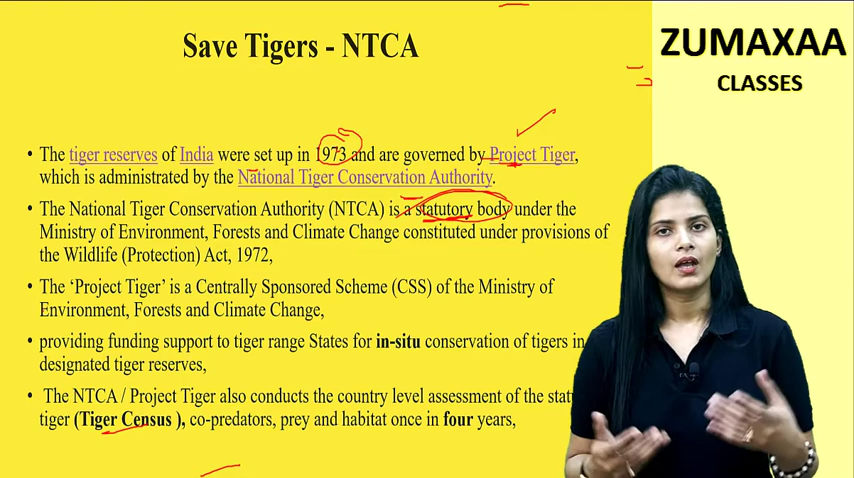 Save Tigers - NTCA
ZUMAXAA
CLASSES
• The tiger reserves of India were set up in 1973 and are governed by Project Tiger,
which is administrated by the National Tiger Conservation Authority.
• The National Tiger Conservation Authority (NTCA) is a statutory body under the
Ministry of Environment, Forests and Climate Change constituted under provisions of
the Wildlife (Protection) Act, 1972,
• The ‘Project Tiger’ is a Centrally Sponsored Scheme (CSS) of the Ministry of
Environment, Forests and Climate Change,
• providing funding support to tiger range States for in-situ conservation of tigers in
designated tiger reserves,
• The NTCA / Project Tiger also conducts the country level assessment of the
tiger (Tiger Census ), co-predators, prey and habitat once in four years,